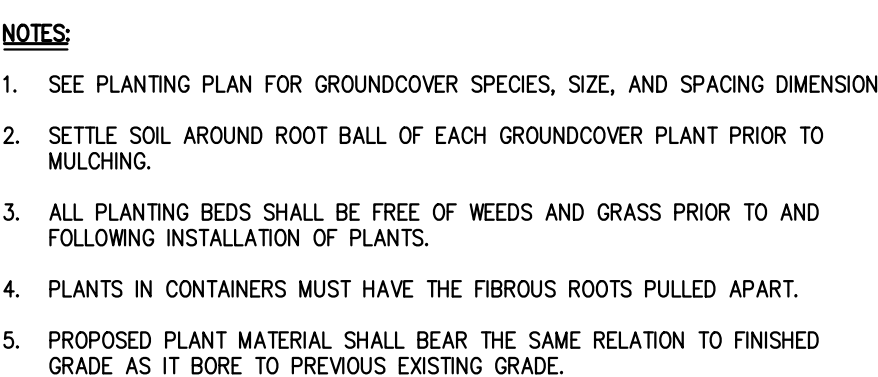 NOTES:
1. SEE PLANTING PLAN FOR GROUNDCOVER SPECIES, SIZE, AND SPACING DIMENSION
2. SETTLE SOIL AROUND ROOT BALL OF EACH GROUNDCOVER PLANT PRIOR TO
MULCHING.
3. ALL PLANTING BEDS SHALL BE FREE OF WEEDS AND GRASS PRIOR TO AND
FOLLOWING INSTALLATION OF PLANTS.
4. PLANTS IN CONTAINERS MUST HAVE THE FIBROUS ROOTS PULLED APART.
5. PROPOSED PLANT MATERIAL SHALL BEAR THE SAME RELATION TO FINISHED
GRADE AS IT BORE TO PREVIOUS EXISTING GRADE.